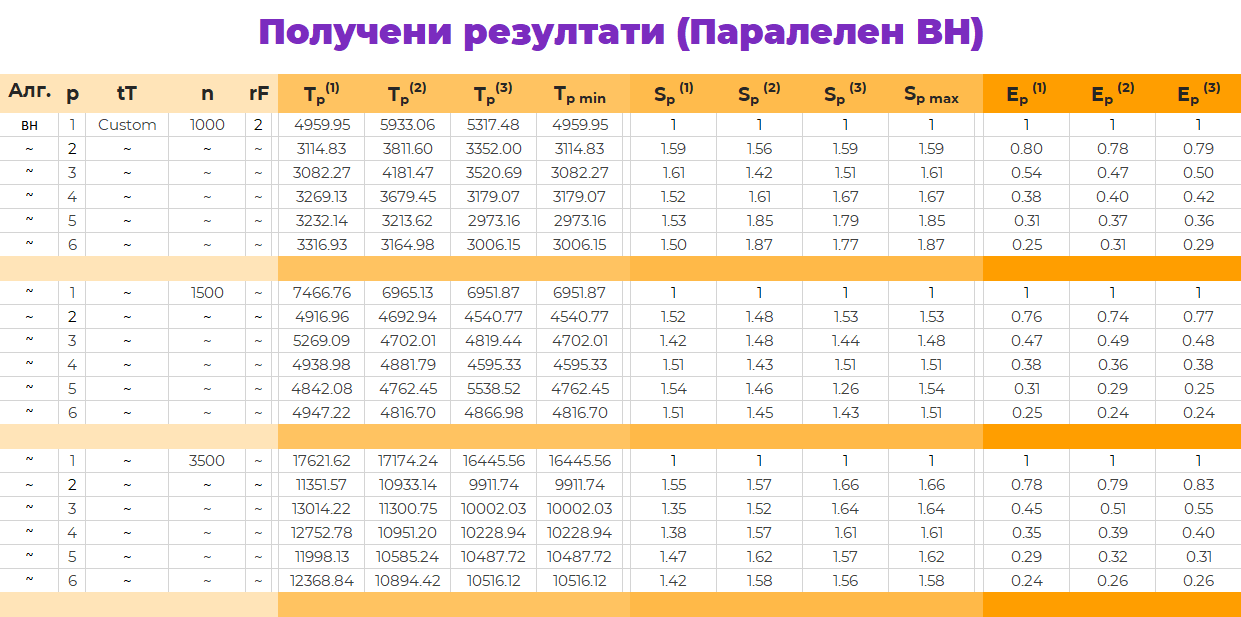 Получени резултати (Паралелен BH)
Алг. p tT n rF Tp(1) Tp(2) Tp(3) Tp min Sp(1) Sp(2) Sp(3) Sp max Ep(1) Ep(2) Ep(3)
BH 1 Custom 1000 2 4959.95 5933.06 5317.48 4959.95 1 1 1 1 1 1 1
~ 2 ~ ~ ~ 3114.83 3811.60 3352.00 3114.83 1.59 1.56 1.59 1.59 0.80 0.78 0.79
~ 3 ~ ~ ~ 3082.27 4181.47 3520.69 3082.27 1.61 1.42 1.51 1.61 0.54 0.47 0.50
~ 4 ~ ~ ~ 3269.13 3679.45 3179.07 3179.07 1.52 1.61 1.67 1.67 0.38 0.40 0.42
~ 5 ~ ~ ~ 3232.14 3213.62 2973.16 2973.16 1.53 1.85 1.79 1.85 0.31 0.37 0.36
~ 6 ~ ~ ~ 3316.93 3164.98 3006.15 3006.15 1.50 1.87 1.77 1.87 0.25 0.31 0.29
~ 1 ~ 1500 ~ 7466.76 6965.13 6951.87 6951.87 1 1 1 1 1 1 1
~ 2 ~ ~ ~ 4916.96 4692.94 4540.77 4540.77 1.52 1.48 1.53 1.53 0.76 0.74 0.77
~ 3 ~ ~ ~ 5269.09 4702.01 4819.44 4702.01 1.42 1.48 1.44 1.48 0.47 0.49 0.48
~ 4 ~ ~ ~ 4938.98 4881.79 4595.33 4595.33 1.51 1.43 1.51 1.51 0.38 0.36 0.38
~ 5 ~ ~ ~ 4842.08 4762.45 5538.52 4762.45 1.54 1.46 1.26 1.54 0.31 0.29 0.25
~ 6 ~ ~ ~ 4947.22 4816.70 4866.98 4816.70 1.51 1.45 1.43 1.51 0.25 0.24 0.24
~ 1 ~ 3500 ~ 17621.62 17174.24 16445.56 16445.56 1 1 1 1 1 1 1
~ 2 ~ ~ ~ 11351.57 10933.14 9911.74 9911.74 1.55 1.57 1.66 1.66 0.78 0.79 0.83
~ 3 ~ ~ ~ 13014.22 11300.75 10002.03 10002.03 1.35 1.52 1.64 1.64 0.45 0.51 0.55
~ 4 ~ ~ ~ 12752.78 10951.20 10228.94 10228.94 1.38 1.57 1.61 1.61 0.35 0.39 0.40
~ 5 ~ ~ ~ 11998.13 10585.24 10487.72 10487.72 1.47 1.62 1.57 1.62 0.29 0.32 0.31
~ 6 ~ ~ ~ 12368.84 10894.42 10516.12 10516.12 1.42 1.58 1.56 1.58 0.24 0.26 0.26